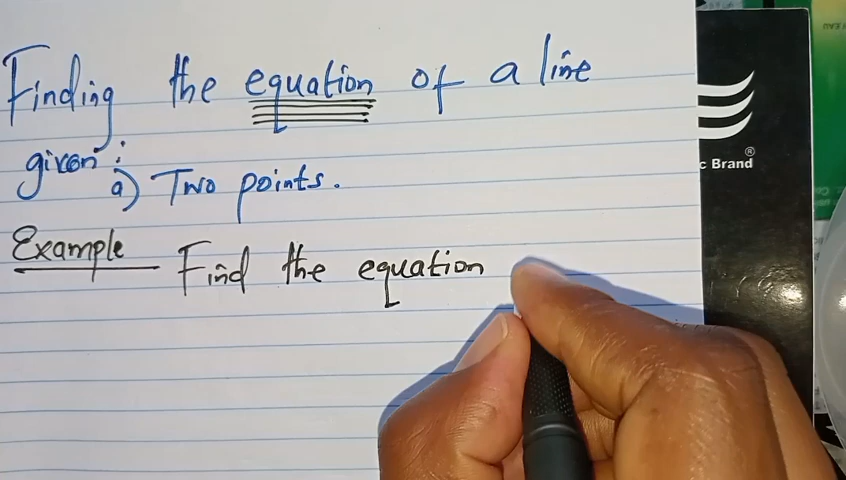 Finding the equation of a line
given:
a) Two points.
Example Find the equation
c Brand
®